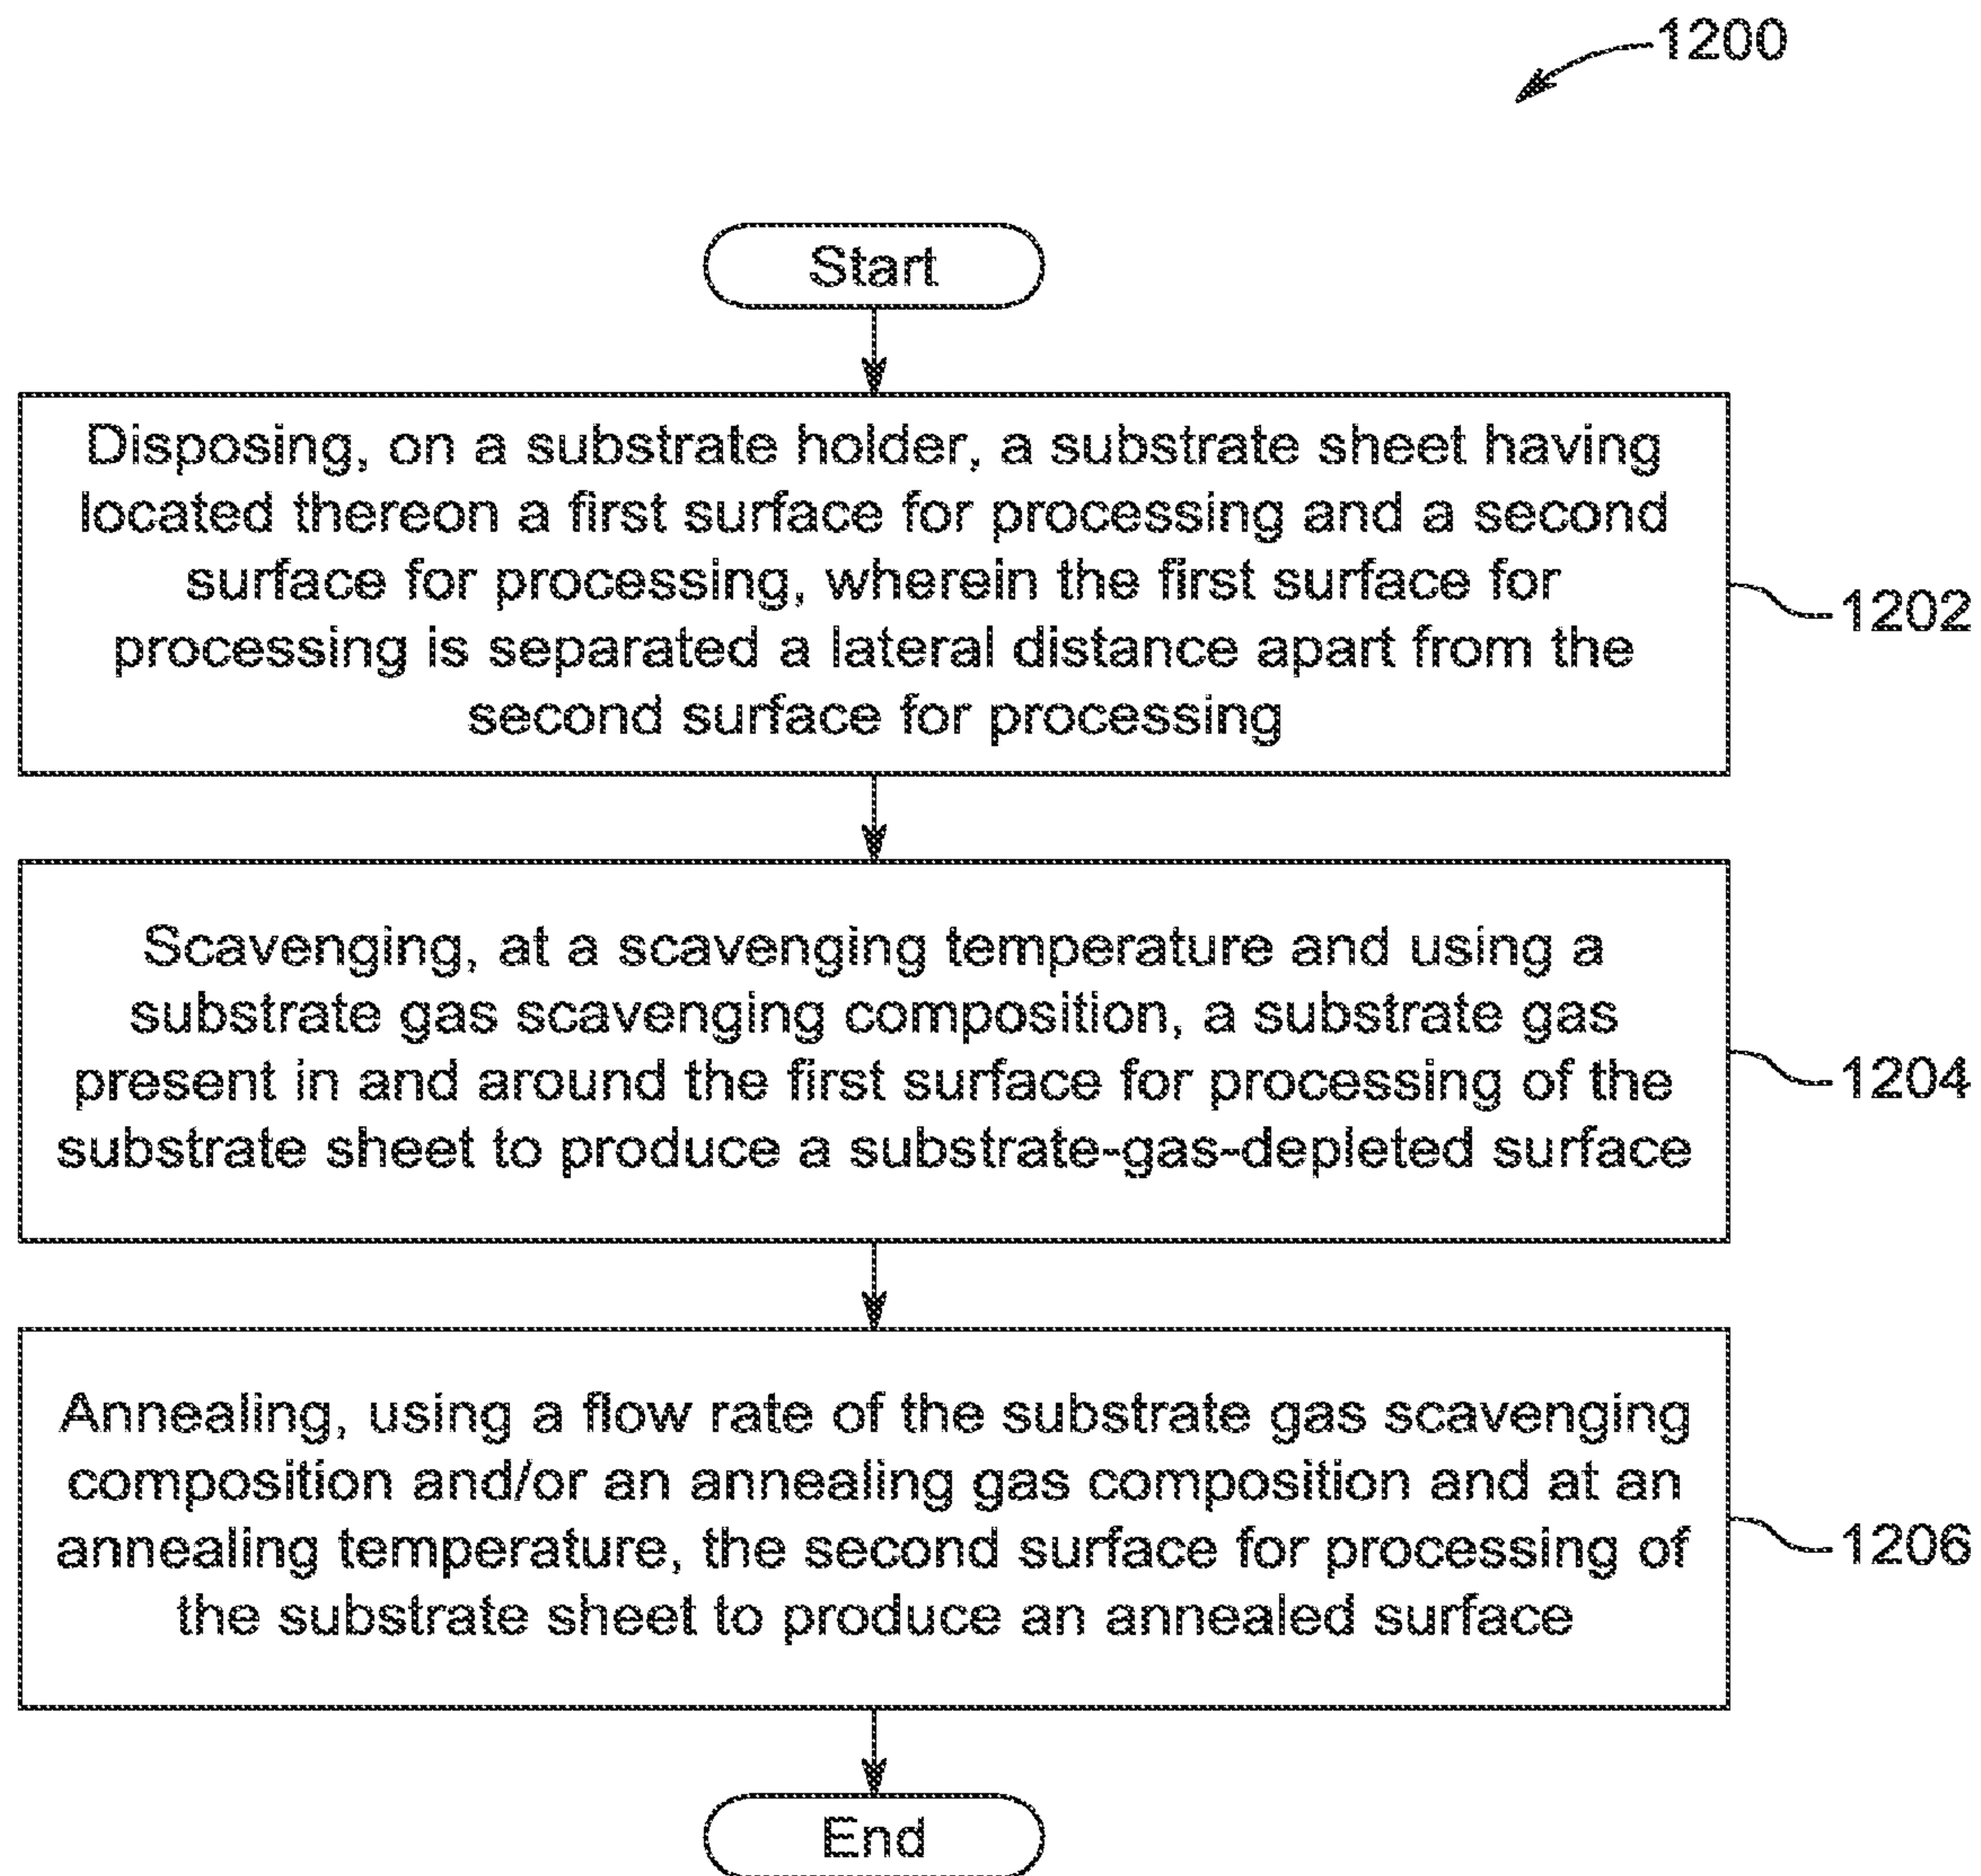 1200
Start
Disposing, on a substrate holder, a substrate sheet having
located thereon a first surface for processing and a second
surface for processing, wherein the first surface for
processing is separated a lateral distance apart from the
second surface for processing
1202
Scavenging, at a scavenging temperature and using a
substrate gas scavenging composition, a substrate gas
present in and around the first surface for processing of the
substrate sheet to produce a substrate-gas-depleted surface
1204
Annealing, using a flow rate of the substrate gas scavenging
composition and/or an annealing gas composition and at an
annealing temperature, the second surface for processing of
the substrate sheet to produce an annealed surface
1206
End